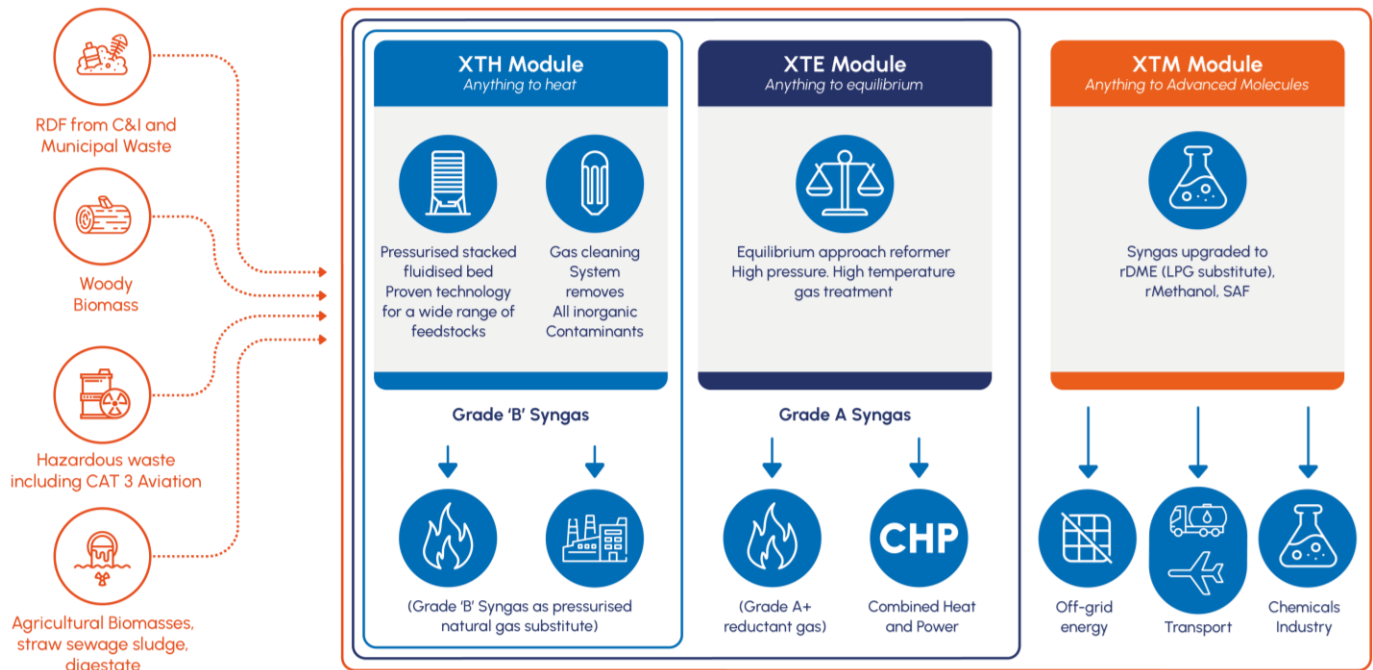 RDF from C&I and
Municipal Waste
Woody
Biomass
Hazardous waste
including CAT 3 Aviation
Agricultural Biomasses,
straw sewage sludge,
digestate
XTH Module
Anything to heat
Pressurised stacked
fluidised bed
Proven technology
for a wide range of
feedstocks
Gas cleaning
System
removes
All inorganic
Contaminants
Grade 'B' Syngas
(Grade 'B' Syngas as pressurised
natural gas substitute)
XTE Module
Anything to equilibrium
Equilibrium approach reformer
High pressure. High temperature
gas treatment
Grade A Syngas
(Grade A+
reductant gas)
CHP
Combined Heat
and Power
XTM Module
Anything to Advanced Molecules
Syngas upgraded to
rDME (LPG substitute),
rMethanol, SAF
Off-grid
energy
Transport
Chemicals
Industry